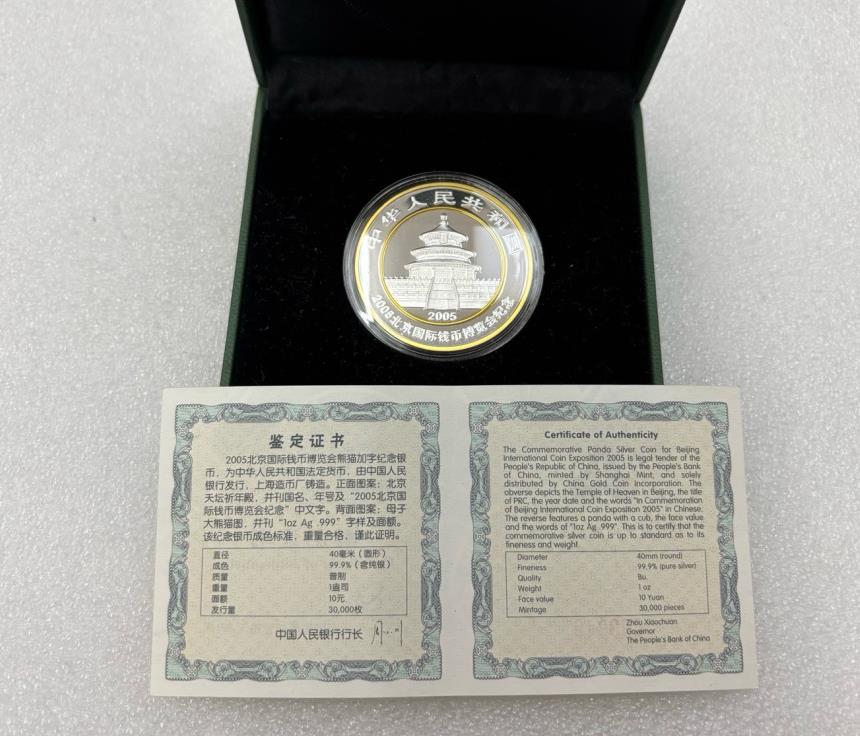 中华人民共和国
2005
2005北京国际钱币博览会纪念
鉴定证书
2005北京国际钱币博览会熊猫加字纪念银
币，为中华人民共和国法定货币，由中国人民
银行发行，上海造币厂铸造。正面图案：北京
天坛祈年殿，并刊国名、年号及“2005北京国
际钱币博览会纪念”中文字。背面图案：母子
大熊猫图，并刊“1oz Ag .999”字样及面额。
该纪念银币成色标准，重量合格，谨此证明。
直径 40毫米（圆形）
成色 99.9%（含纯银）
质量 普制
重量 1盎司
面额 10元
发行量 30,000枚
中国人民银行行长
Certificate of Authenticity
The Commemorative Panda Silver Coin for Beijing
International Coin Exposition 2005 is legal tender of the
People's Republic of China, issued by the People's Bank
of China, minted by Shanghai Mint, and solely
distributed by China Gold Coin Incorporation. The
obverse depicts the Temple of Heaven in Beijing, the title
of PRC, the year date and the words "In Commemoration
of Beijing International Coin Exposition 2005" in Chinese.
The reverse features a panda with a cub, the face value
and the words of "1oz Ag .999". This is to certify that the
commemorative silver coin is up to standard as to its
fineness and weight.
Diameter 40mm (round)
Fineness 99.9% (pure silver)
Quality Bu.
Weight 1 oz
Face value 10 Yuan
Mintage 30,000 pieces
Zhou Xiaochuan
Governor
The People's Bank of China